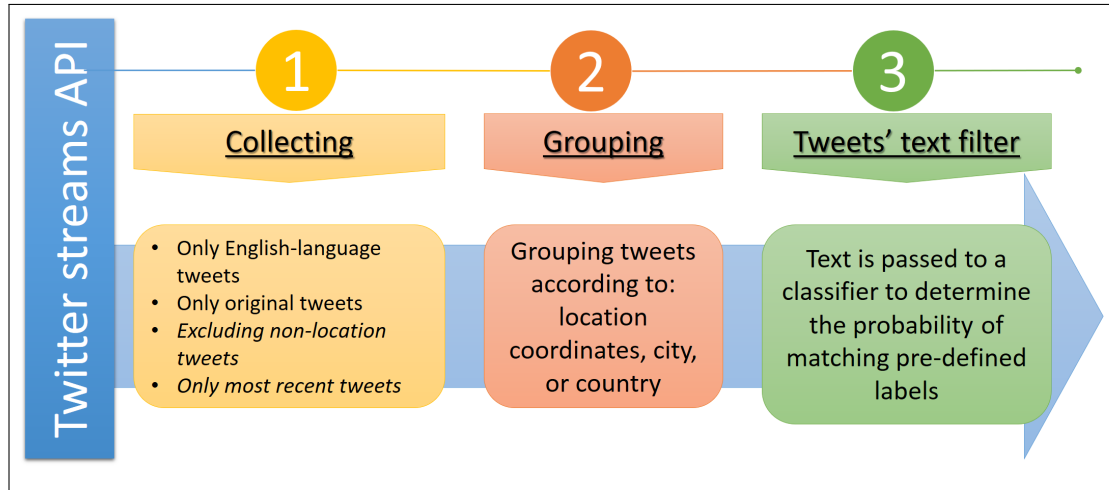 Twitter streams API
1
2
3
Collecting
Grouping
Tweets' text filter
• Only English-language
tweets
• Only original tweets
• Excluding non-location
tweets
• Only most recent tweets
Grouping tweets
according to:
location
coordinates, city,
or country
Text is passed to a
classifier to determine
the probability of
matching pre-defined
labels